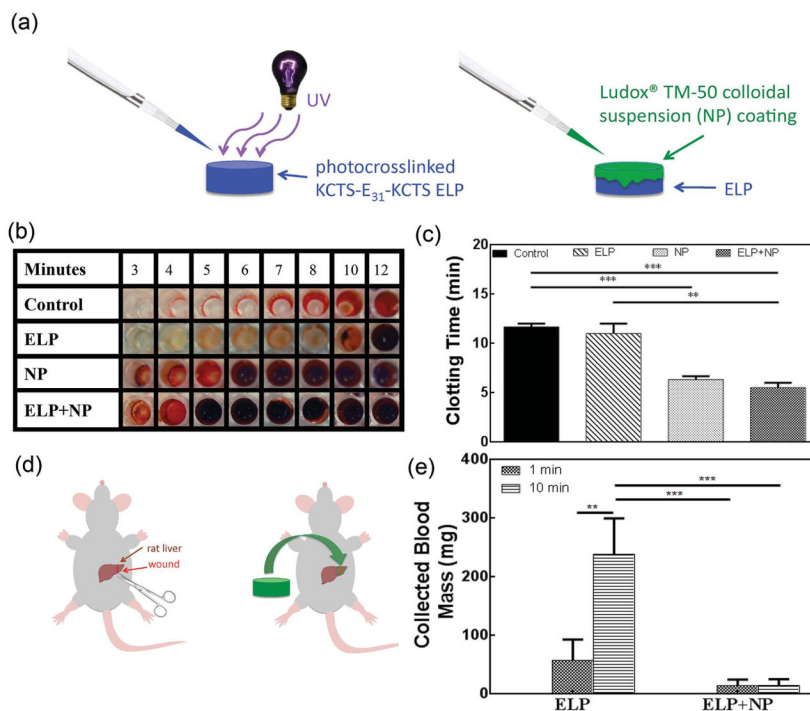 (a)
UV
photocrosslinked
KCTS-E31-KCTS ELP
Ludox® TM-50 colloidal
suspension (NP) coating
ELP
(b)
Minutes 3 4 5 6 7 8 10 12
Control
ELP
NP
ELP+NP
(c)
Clotting Time (min)
20
15
10
5
0
Control ELP NP ELP+NP
***
***
**
(d)
rat liver
wound
(e)
Collected Blood
Mass (mg)
400
300
200
100
0
1 min
10 min
**
***
***
ELP ELP+NP